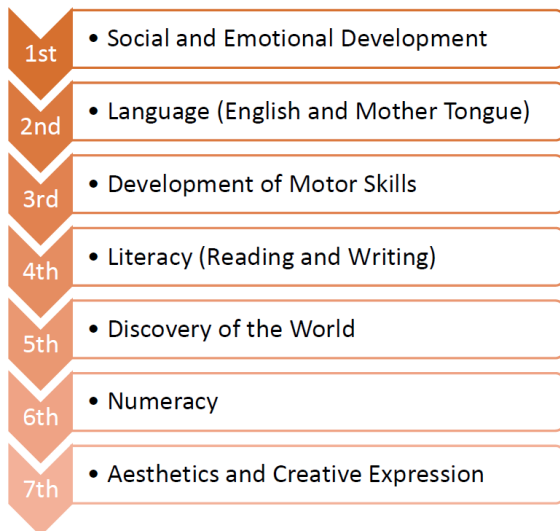 1st
• Social and Emotional Development
2nd
• Language (English and Mother Tongue)
3rd
• Development of Motor Skills
4th
• Literacy (Reading and Writing)
5th
• Discovery of the World
6th
• Numeracy
7th
• Aesthetics and Creative Expression